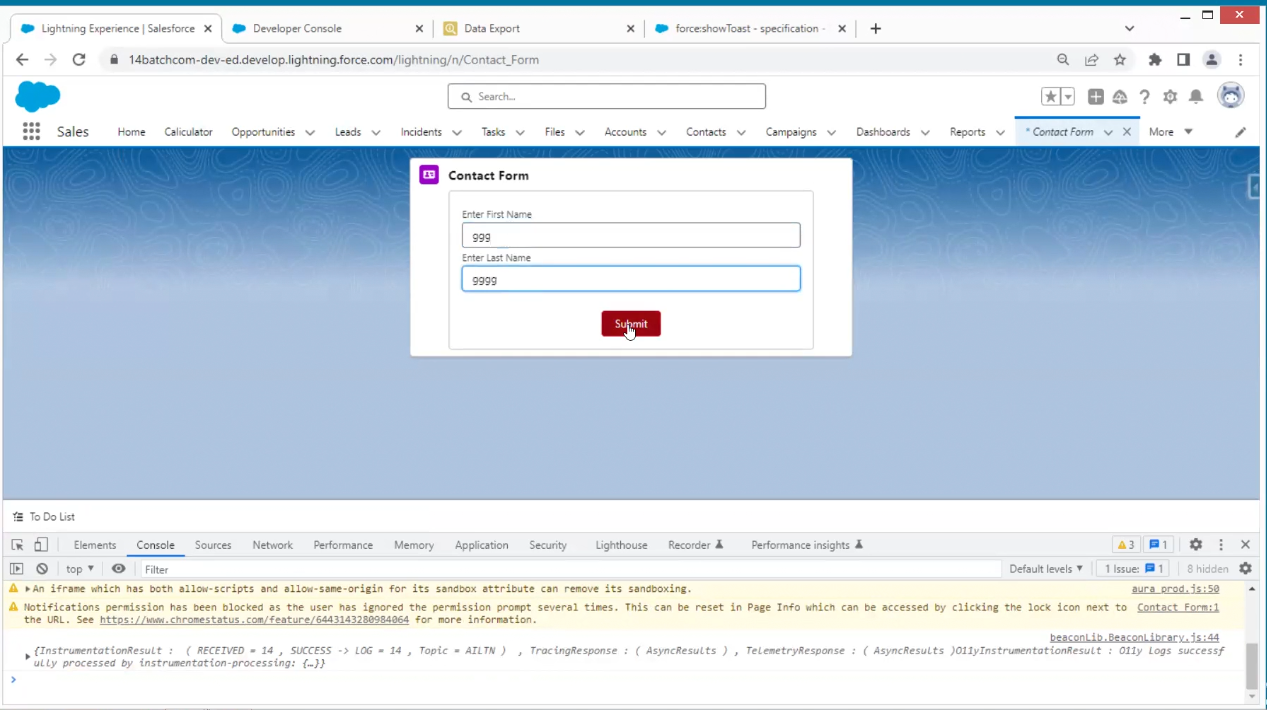 Lightning Experience | Salesforce
Developer Console
Data Export
force:showToast - specification -
14batchcom-dev-ed.develop.lightning.force.com/lightning/n/Contact_Form
Search...
Sales Home Calculator Opportunities Leads Incidents Tasks Files Accounts Contacts Campaigns Dashboards Reports * Contact Form More
Contact Form
Enter First Name
ggg
Enter Last Name
gggg
Submit
To Do List
Elements Console Sources Network Performance Memory Application Security Lighthouse Recorder Performance insights 3 1
top Filter Default levels 1 Issue: 1 8 hidden
An iframe which has both allow-scripts and allow-same-origin for its sandbox attribute can remove its sandboxing. aura prod.js:50
Notifications permission has been blocked as the user has ignored the permission prompt several times. This can be reset in Page Info which can be accessed by clicking the lock icon next to Contact Form:1
the URL. See https://www.chromestatus.com/feature/6443143280984064 for more information.
beaconLib.BeaconLibrary.js:44
{InstrumentationResult : ( RECEIVED = 14 , SUCCESS -> LOG = 14 , Topic = AILTN ) , TracingResponse : ( AsyncResults ) , TelemetryResponse : ( AsyncResults )O11yInstrumentationResult : O11y Logs successf
ully processed by instrumentation-processing: {…}}